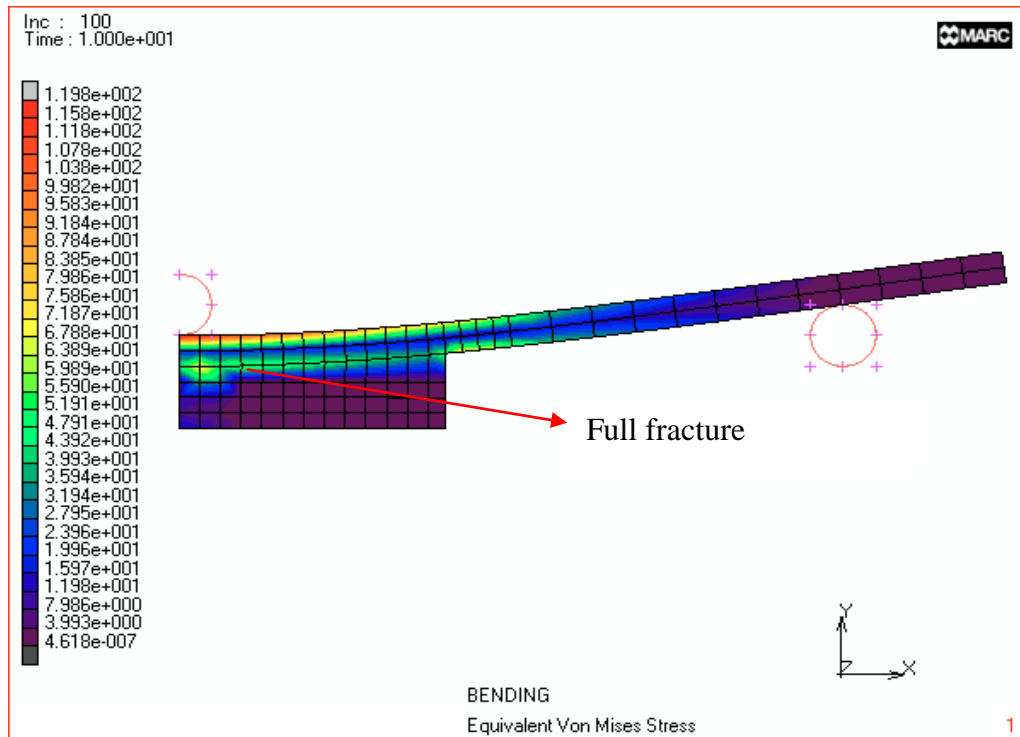 Inc : 100
Time : 1.000e+001
MARC
1.198e+002
1.158e+002
1.118e+002
1.078e+002
1.038e+002
9.982e+001
9.583e+001
9.184e+001
8.784e+001
8.385e+001
7.986e+001
7.586e+001
7.187e+001
6.788e+001
6.389e+001
5.989e+001
5.590e+001
5.191e+001
4.791e+001
4.392e+001
3.993e+001
3.594e+001
3.194e+001
2.795e+001
2.396e+001
1.996e+001
1.597e+001
1.198e+001
7.986e+000
3.993e+000
4.618e-007
Full fracture
Y
Z
X
BENDING
Equivalent Von Mises Stress
1